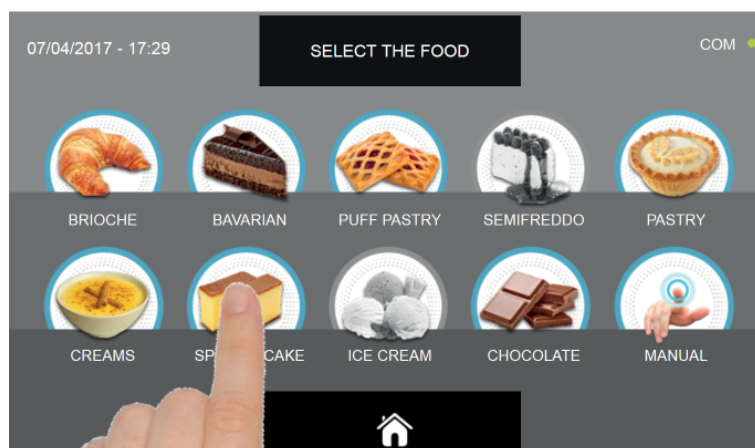 07/04/2017 - 17:29
SELECT THE FOOD
COM
BRIOCHE
BAVARIAN
PUFF PASTRY
SEMIFREDDO
PASTRY
CREAMS
CAKE
ICE CREAM
CHOCOLATE
MANUAL